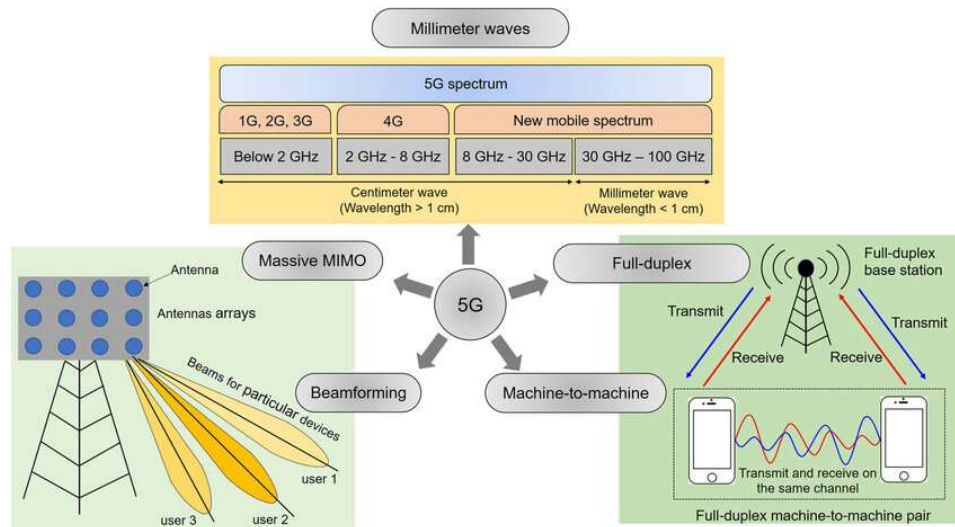 Millimeter waves
5G spectrum
1G, 2G, 3G
4G
New mobile spectrum
Below 2 GHz
2 GHz - 8 GHz
8 GHz - 30 GHz
30 GHz – 100 GHz
Centimeter wave
(Wavelength > 1 cm)
Millimeter wave
(Wavelength < 1 cm)
Massive MIMO
Full-duplex
5G
Beamforming
Machine-to-machine
Antenna
Antennas arrays
Beams for
particular devices
user 1
user 2
user 3
Full-duplex
base station
Transmit
Transmit
Receive
Receive
Transmit and receive on
the same channel
Full-duplex machine-to-machine pair